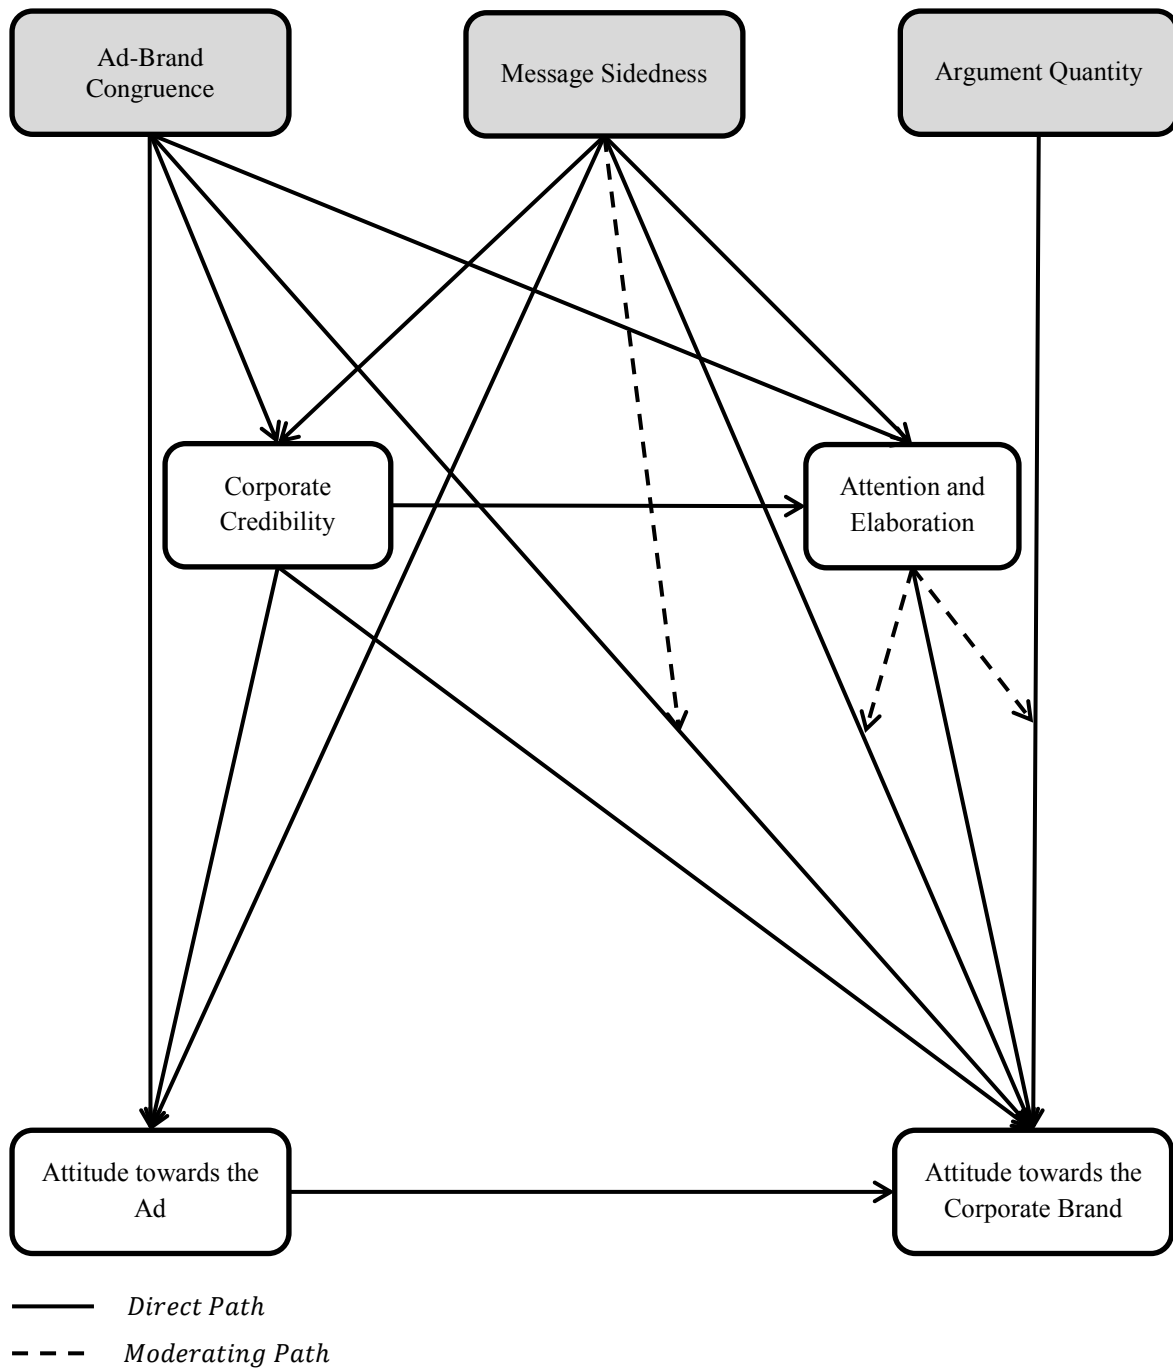 Ad-Brand
Congruence
Message Sidedness
Argument Quantity
Corporate
Credibility
Attention and
Elaboration
Attitude towards the
Ad
Attitude towards the
Corporate Brand
Direct Path
Moderating Path